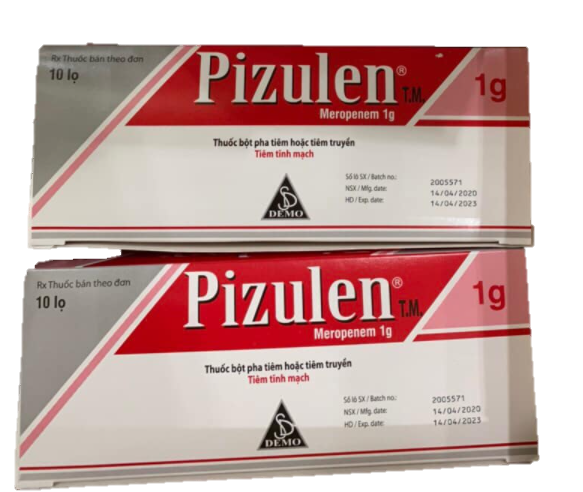 Rx Thuốc bán theo đơn
10 lọ
Pizulen® T.M.
1g
Meropenem 1g
Thuốc bột pha tiêm hoặc tiêm truyền
Tiêm tĩnh mạch
Số lô SX / Batch no.: 2005571
NSX / Mfg. date: 14/04/2020
HD / Exp. date: 14/04/2023
SD
DEMO
Rx Thuốc bán theo đơn
10 lọ
Pizulen® T.M.
1g
Meropenem 1g
Thuốc bột pha tiêm hoặc tiêm truyền
Tiêm tĩnh mạch
Số lô SX / Batch no.: 2005571
NSX / Mfg. date: 14/04/2020
HD / Exp. date: 14/04/2023
SD
DEMO